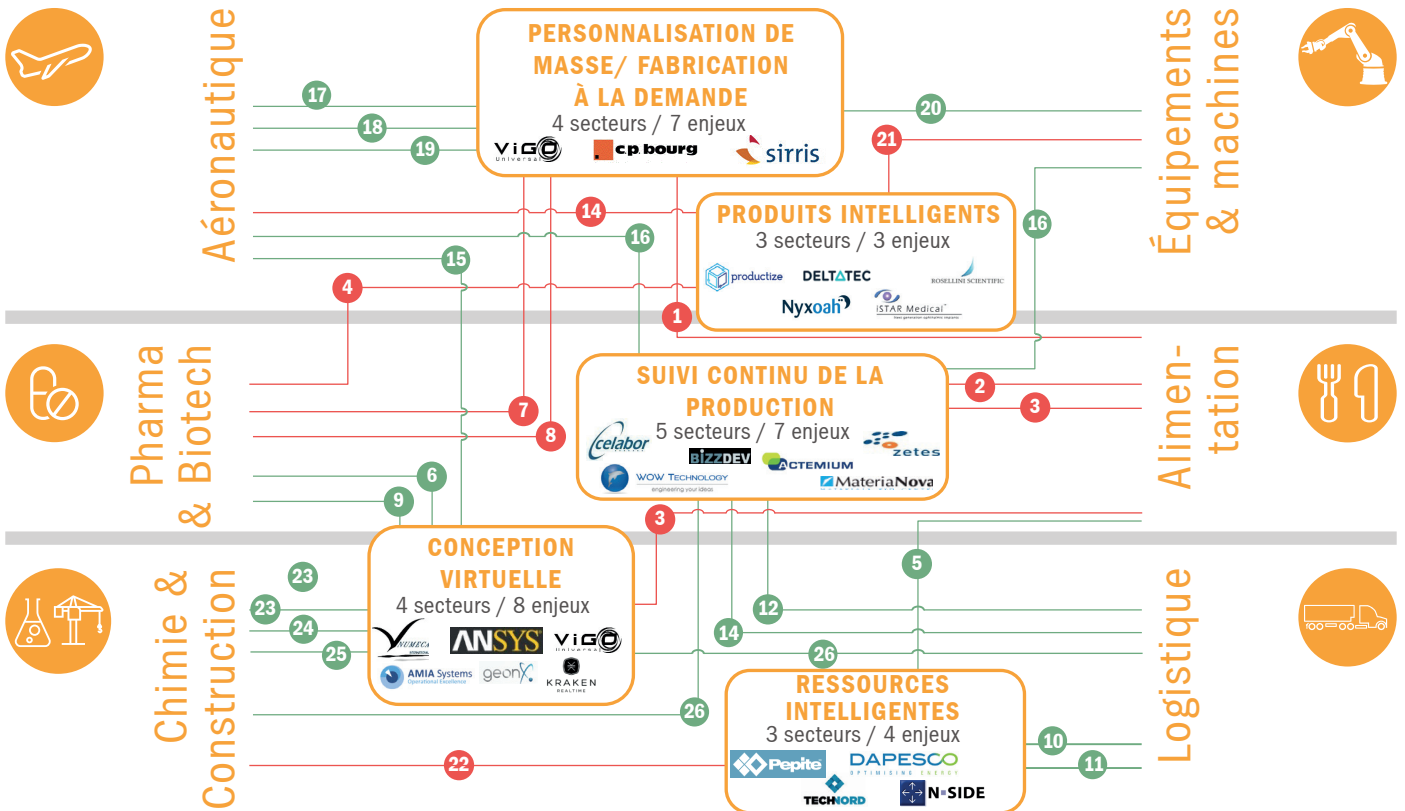 Aéronautique
17
18
19
PERSONNALISATION DE
MASSE/ FABRICATION
À LA DEMANDE
4 secteurs / 7 enjeux
ViGO
Universal
c.p. bourg
sirris
20
21
Équipements
& machines
14
16
15
4
PRODUITS INTELLIGENTS
3 secteurs / 3 enjeux
productize
DELTATEC
ROSELLINI SCIENTIFIC
Nyxoah
iSTAR Medical
16
1
Pharma
& Biotech
7
8
6
9
SUIVI CONTINU DE LA
PRODUCTION
5 secteurs / 7 enjeux
celabor
BiZZDEV
ACTEMIUM
zetes
WOW TECHNOLOGY
engineering your ideas
MateriaNova
2
3
Alimen-
tation
3
5
Chimie &
Construction
23
23
24
25
CONCEPTION
VIRTUELLE
4 secteurs / 8 enjeux
NUMECA
INTERNATIONAL
ANSYS
ViGO
Universal
AMIA Systems
Operational Excellence
geonX
KRAKEN
REALTIME
12
14
26
26
22
RESSOURCES
INTELLIGENTES
3 secteurs / 4 enjeux
Pepite
DAPESCO
OPTIMISING ENERGY
TECHNORD
N-SIDE
10
11
Logistique